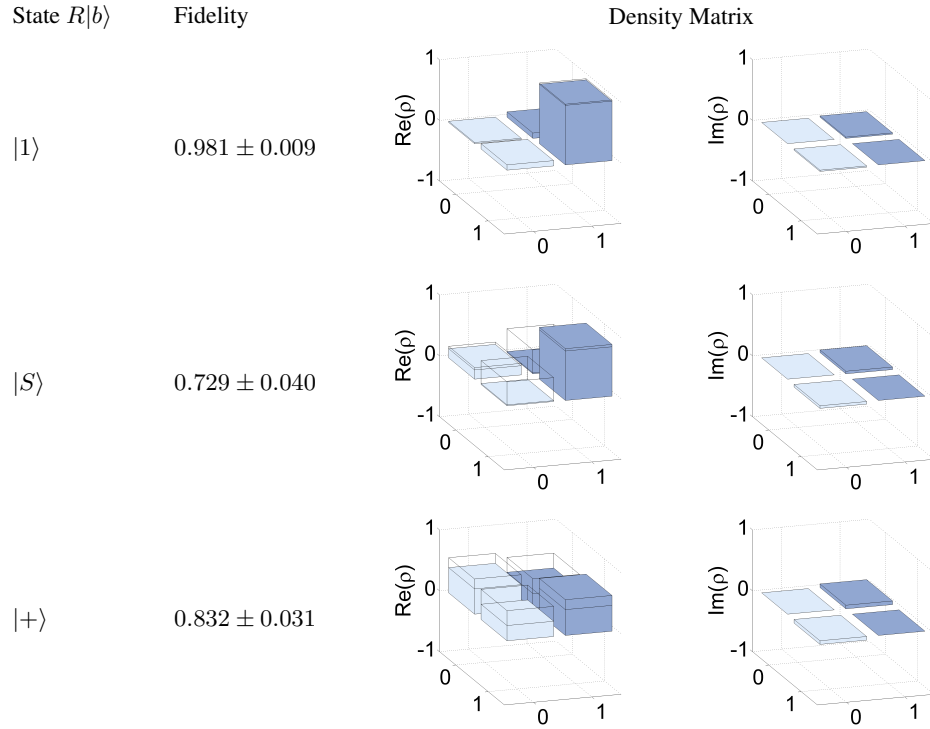 State R|b⟩ Fidelity Density Matrix
|1⟩ 0.981 ± 0.009
Re(ρ) 1 0 -1 0 1 0 1
Im(ρ) 1 0 -1 0 1 0 1
|S⟩ 0.729 ± 0.040
Re(ρ) 1 0 -1 0 1 0 1
Im(ρ) 1 0 -1 0 1 0 1
|+⟩ 0.832 ± 0.031
Re(ρ) 1 0 -1 0 1 0 1
Im(ρ) 1 0 -1 0 1 0 1